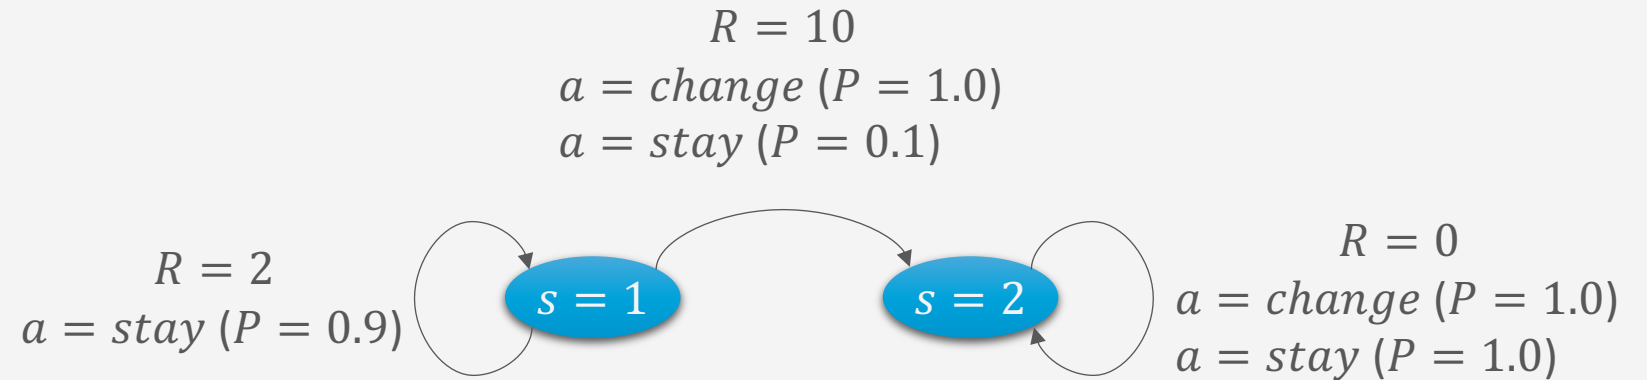 R = 10
a = change (P = 1.0)
a = stay (P = 0.1)
R = 2
a = stay (P = 0.9)
s = 1
s = 2
R = 0
a = change (P = 1.0)
a = stay (P = 1.0)